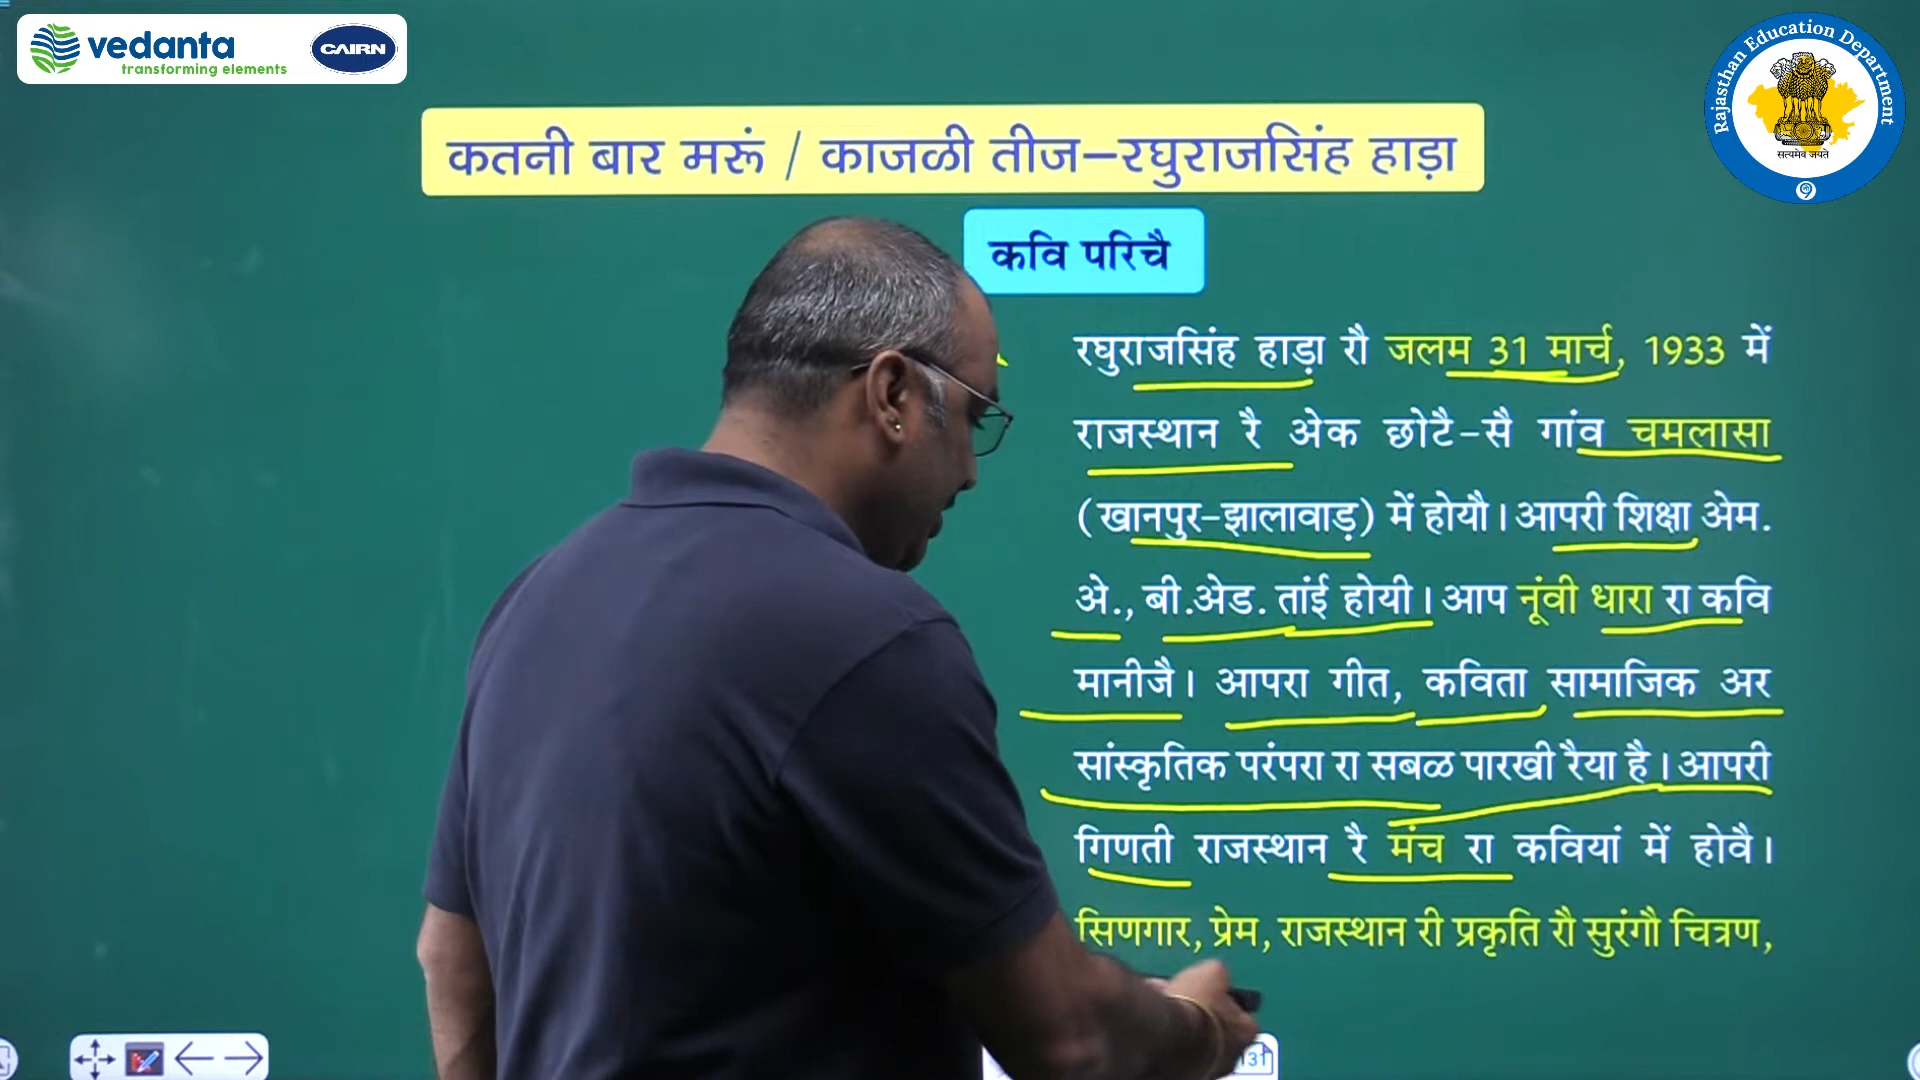 vedanta
transforming elements
CAIRN
Rajasthan Education Department
सत्यमेव जयते
कतनी बार मरूं / काजळी तीज–रघुराजसिंह हाड़ा
कवि परिचै
रघुराजसिंह हाड़ा रौ जलम 31 मार्च, 1933 में
राजस्थान रै अेक छोटै-सै गांव चमलासा
(खानपुर-झालावाड़) में होयौ। आपरी शिक्षा अेम.
अे., बी.अेड. तांई होयी। आप नूंवी धारा रा कवि
मानीजै। आपरा गीत, कविता सामाजिक अर
सांस्कृतिक परंपरा रा सबळ पारखी रैया है। आपरी
गिणती राजस्थान रै मंच रा कवियां में होवै।
सिणगार, प्रेम, राजस्थान री प्रकृति रौ सुरंगौ चित्रण,
131